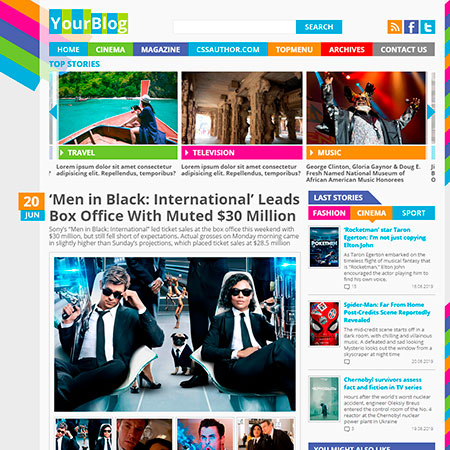 YourBlog
SEARCH
HOME CINEMA MAGAZINE CSSAUTHOR.COM TOPMENU ARCHIVES CONTACT US
TOP STORIES
TRAVEL
TELEVISION
MUSIC
Lorem ipsum dolor sit amet consectetur
adipisicing elit. Repellendus, temporibus?
Lorem ipsum dolor sit amet consectetur
adipisicing elit. Repellendus, temporibus?
George Clinton, Gloria Gaynor & Doug E.
Fresh Named National Museum of
African American Music Honorees
20
JUN
'Men in Black: International' Leads
Box Office With Muted $30 Million
Sony's "Men in Black: International" led ticket sales at the box office this weekend with
$30 million, but still fell short of expectations. Actual grosses on Monday morning came
in slightly higher than Sunday's projections, which placed ticket sales at $28.5 million
LAST STORIES
FASHION CINEMA SPORT
'Rocketman' star Taron
Egerton: I'm not just copying
Elton John
As Taron Egerton embarked on the
timeless flight of musical fantasy that
is "Rocketman," Elton John
encouraged the actor playing him to
find his own voice.
15 18.06.2019
Spider-Man: Far From Home
Post-Credits Scene Reportedly
Revealed
The mid-credit scene starts off in a
dark room, with chilling and villainous
music. A defeated and sad looking
Mysterio looks out the window from a
skyscraper at night time
20.06.2019
Chernobyl survivors assess
fact and fiction in TV series
Hours after the world's worst nuclear
accident, engineer Oleksiy Breus
entered the control room of the No.
4 reactor at the Chernobyl nuclear
power plant in Ukraine
YOU MIGHT ALSO LIKE